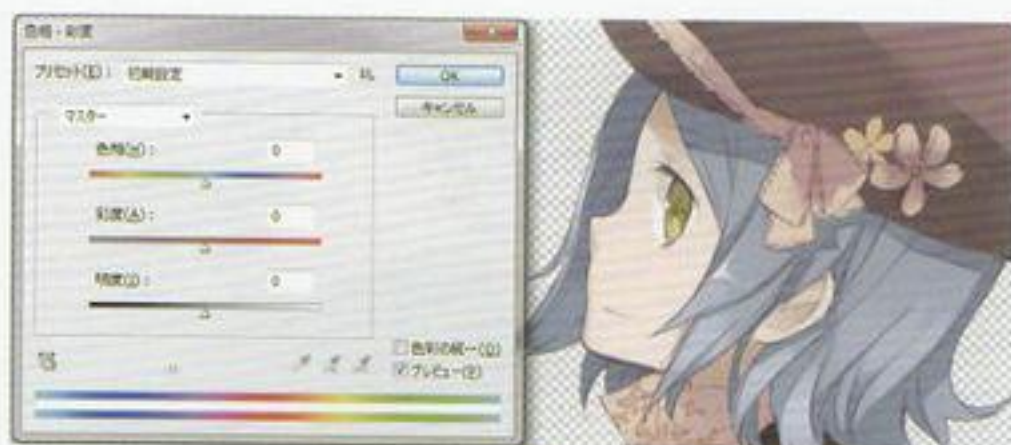 色相・彩度
プリセット(E): 初期設定
OK
キャンセル
マスター
色相(H): 0
彩度(A): 0
明度(I): 0
色彩の統一(O)
プレビュー(P)